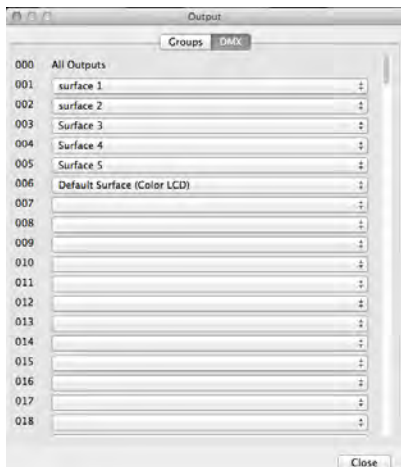 Output
Groups DMX
000 All Outputs
001 surface 1
002 surface 2
003 Surface 3
004 Surface 4
005 Surface 5
006 Default Surface (Color LCD)
007
008
009
010
011
012
013
014
015
016
017
018
Close